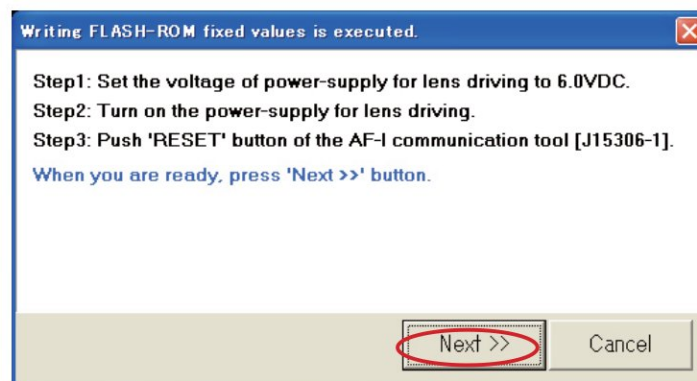 Writing FLASH-ROM fixed values is executed.
Step1: Set the voltage of power-supply for lens driving to 6.0VDC.
Step2: Turn on the power-supply for lens driving.
Step3: Push 'RESET' button of the AF-I communication tool [J15306-1].
When you are ready, press 'Next >>' button.
Next >>
Cancel